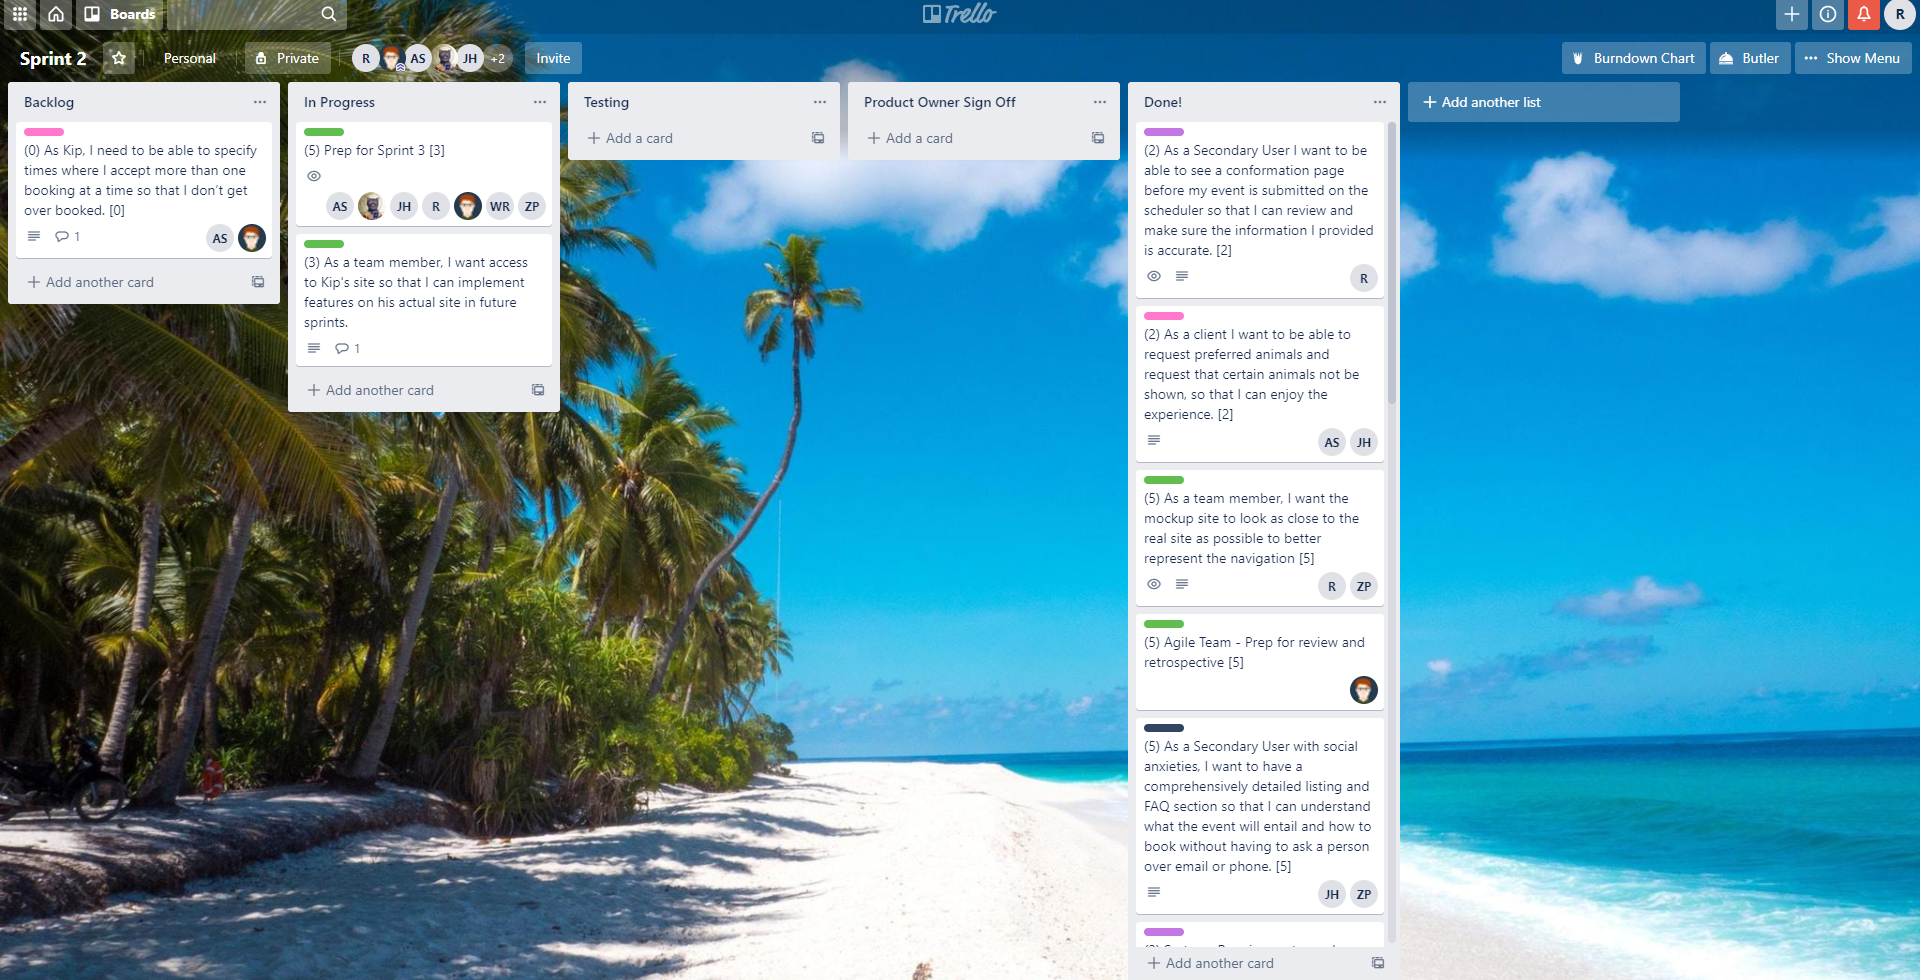 Boards
Trello
R
Sprint 2
Personal
Private
R
AS
JH
+2
Invite
Burndown Chart
Butler
Show Menu
Backlog
(0) As Kip, I need to be able to specify
times where I accept more than one
booking at a time so that I don’t get
over booked. [0]
1
AS
Add another card
In Progress
(5) Prep for Sprint 3 [3]
AS
JH
R
WR
ZP
(3) As a team member, I want access
to Kip's site so that I can implement
features on his actual site in future
sprints.
1
Add another card
Testing
Add a card
Product Owner Sign Off
Add a card
Done!
(2) As a Secondary User I want to be
able to see a conformation page
before my event is submitted on the
scheduler so that I can review and
make sure the information I provided
is accurate. [2]
R
(2) As a client I want to be able to
request preferred animals and
request that certain animals not be
shown, so that I can enjoy the
experience. [2]
AS
JH
(5) As a team member, I want the
mockup site to look as close to the
real site as possible to better
represent the navigation [5]
R
ZP
(5) Agile Team - Prep for review and
retrospective [5]
(5) As a Secondary User with social
anxieties, I want to have a
comprehensively detailed listing and
FAQ section so that I can understand
what the event will entail and how to
book without having to ask a person
over email or phone. [5]
JH
ZP
Add another card
Add another list